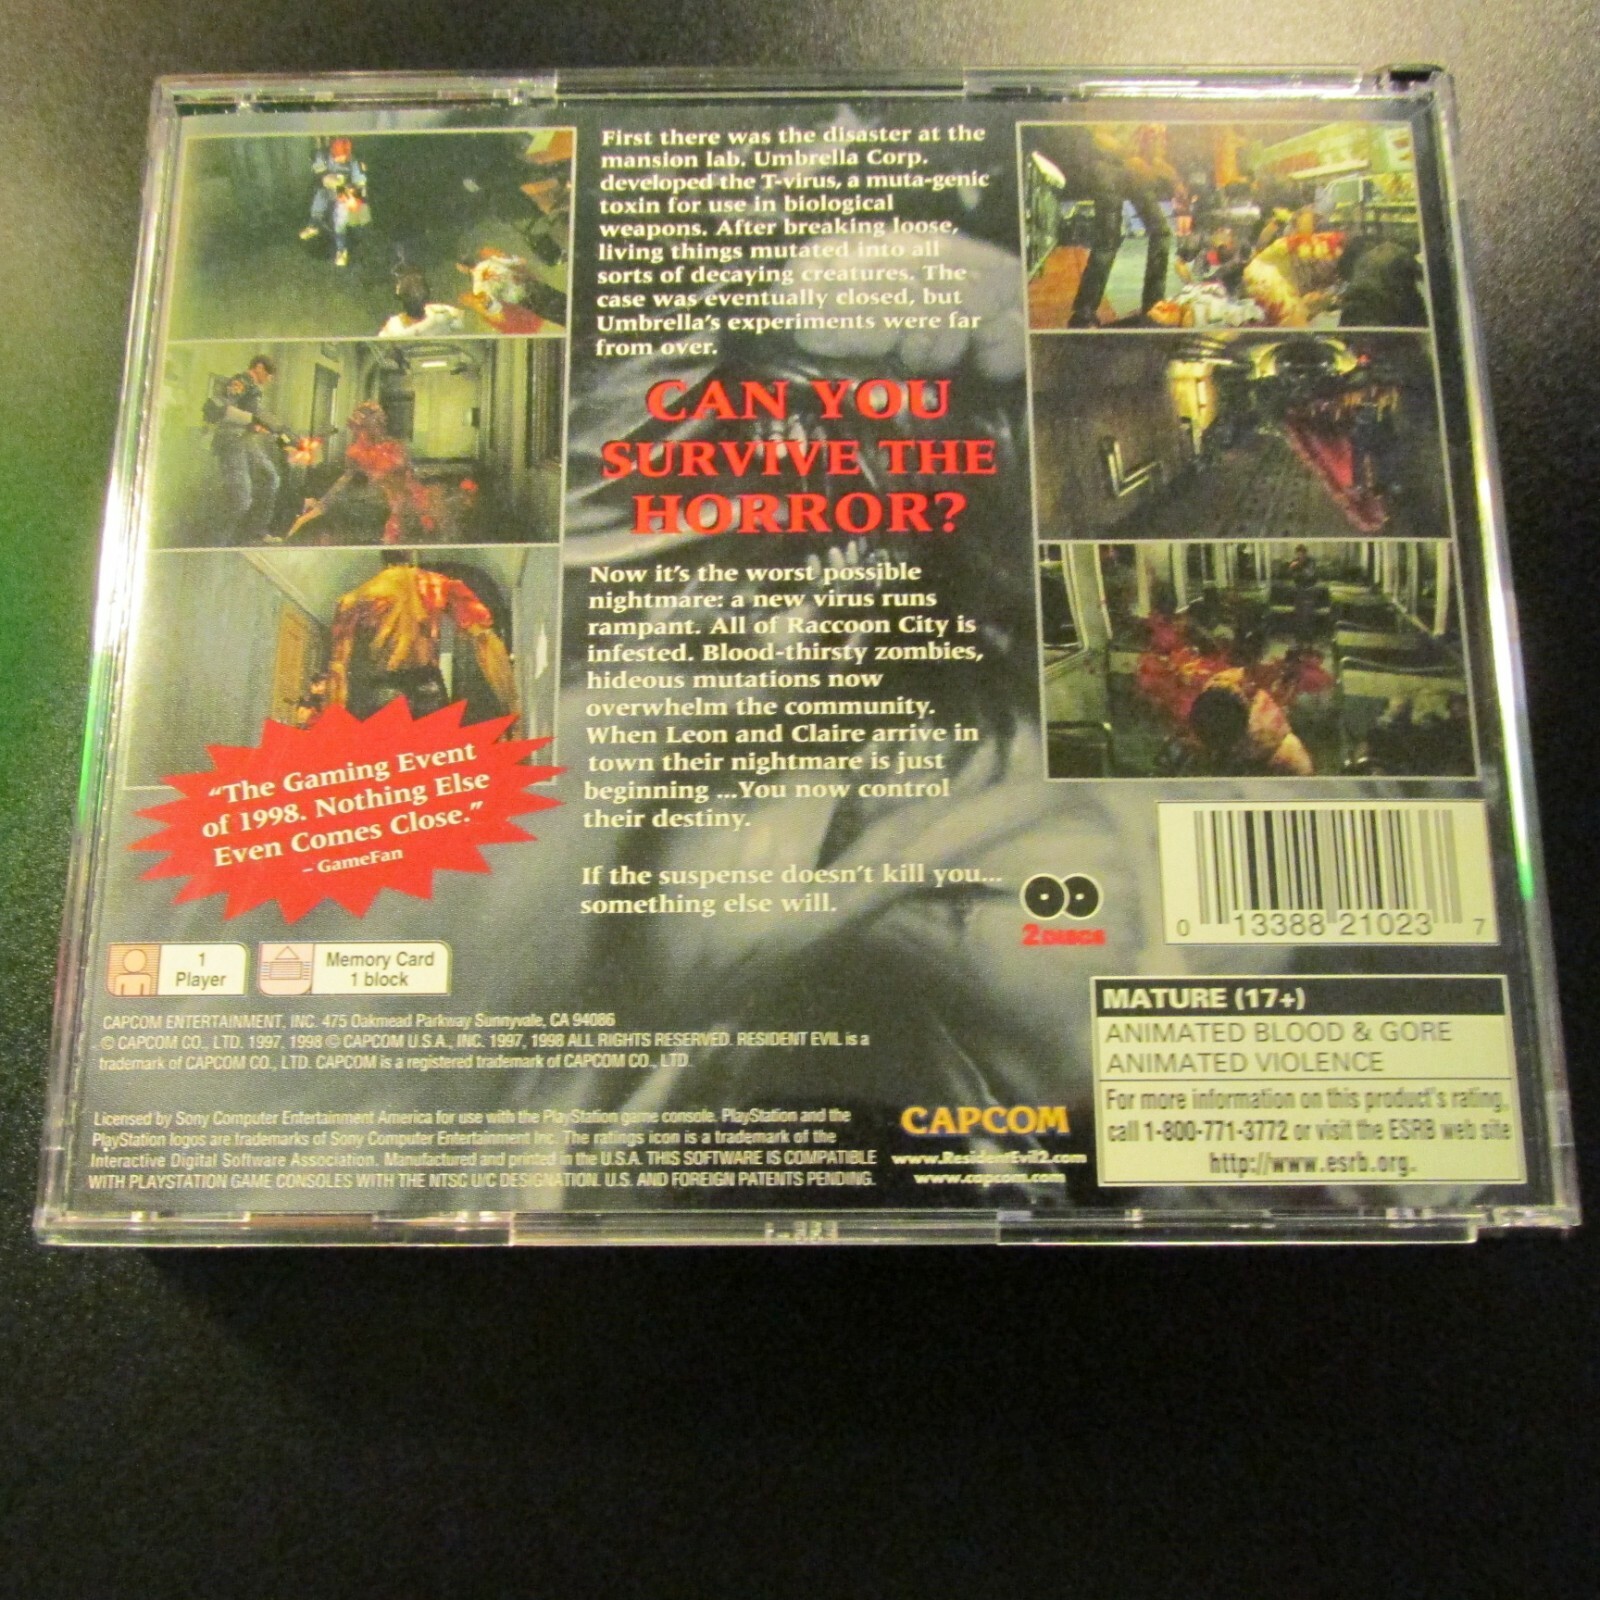 First there was the disaster at the
mansion lab. Umbrella Corp.
developed the T-virus, a muta-genic
toxin for use in biological
weapons. After breaking loose,
living things mutated into all
sorts of decaying creatures. The
case was eventually closed, but
Umbrella's experiments were far
from over.
CAN YOU
SURVIVE THE
HORROR?
Now it's the worst possible
nightmare: a new virus runs
rampant. All of Raccoon City is
infested. Blood-thirsty zombies,
hideous mutations now
overwhelm the community.
When Leon and Claire arrive in
town their nightmare is just
beginning ...You now control
their destiny.
If the suspense doesn't kill you...
something else will.
"The Gaming Event
of 1998. Nothing Else
Even Comes Close."
– GameFan
2 DISCS
0 13388 21023 7
1
Player
Memory Card
1 block
CAPCOM ENTERTAINMENT, INC. 475 Oakmead Parkway Sunnyvale, CA 94086
© CAPCOM CO., LTD. 1997, 1998 © CAPCOM U.S.A., INC. 1997, 1998 ALL RIGHTS RESERVED. RESIDENT EVIL is a
trademark of CAPCOM CO., LTD. CAPCOM is a registered trademark of CAPCOM CO., LTD.
Licensed by Sony Computer Entertainment America for use with the PlayStation game console. PlayStation and the
PlayStation logos are trademarks of Sony Computer Entertainment Inc. The ratings icon is a trademark of the
Interactive Digital Software Association. Manufactured and printed in the U.S.A. THIS SOFTWARE IS COMPATIBLE
WITH PLAYSTATION GAME CONSOLES WITH THE NTSC U/C DESIGNATION. U.S. AND FOREIGN PATENTS PENDING.
CAPCOM
www.ResidentEvil2.com
www.capcom.com
MATURE (17+)
ANIMATED BLOOD & GORE
ANIMATED VIOLENCE
For more information on this product's rating,
call 1-800-771-3772 or visit the ESRB web site
http://www.esrb.org.